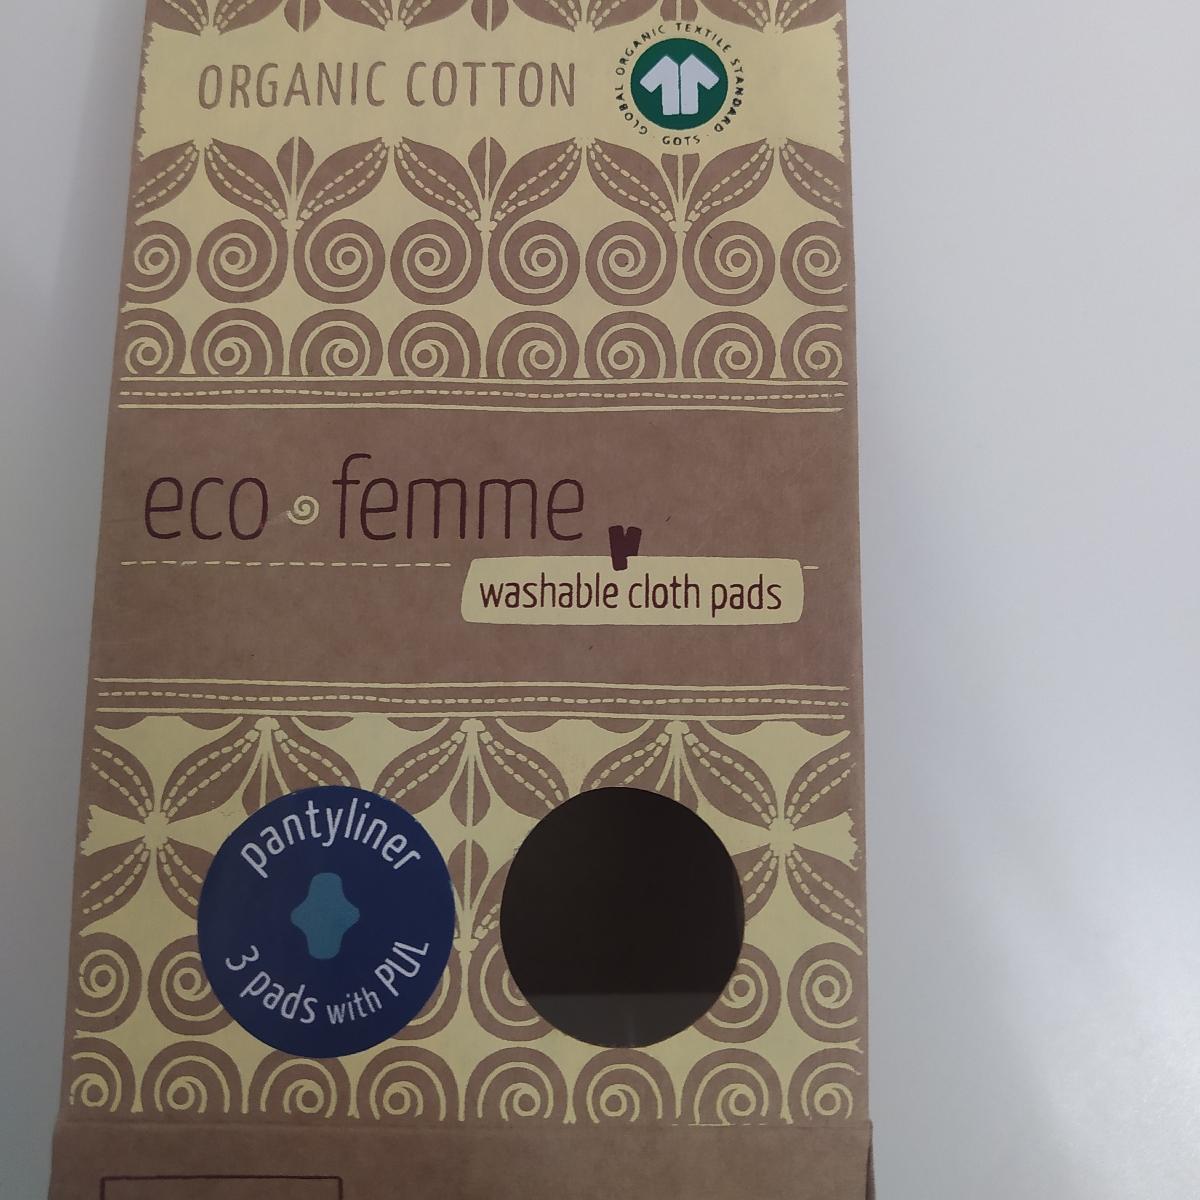 ORGANIC COTTON
GLOBAL ORGANIC TEXTILE STANDARD · GOTS ·
eco femme
washable cloth pads
pantyliner
3 pads with PUL